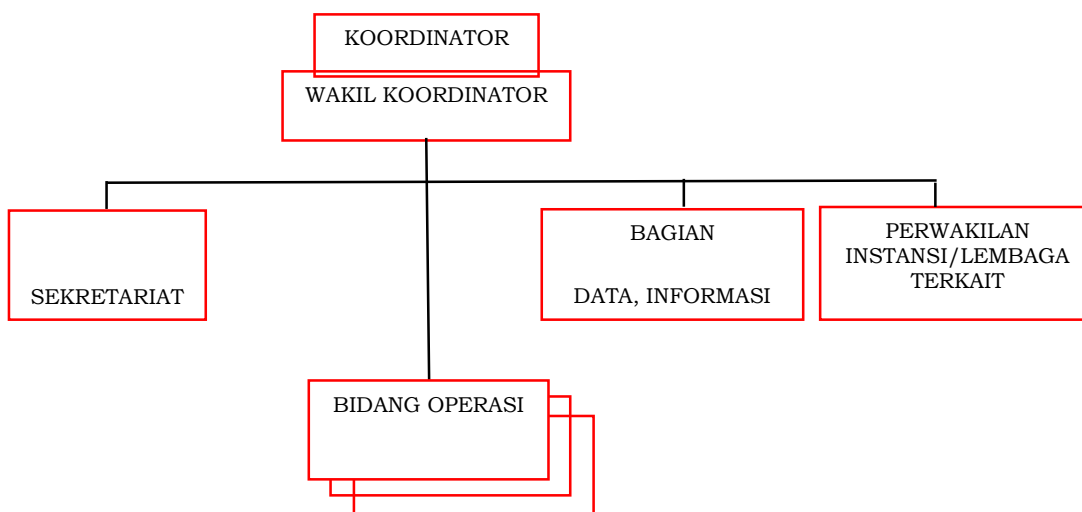 KOORDINATOR
WAKIL KOORDINATOR
SEKRETARIAT
BAGIAN
DATA, INFORMASI
PERWAKILAN
INSTANSI/LEMBAGA
TERKAIT
BIDANG OPERASI